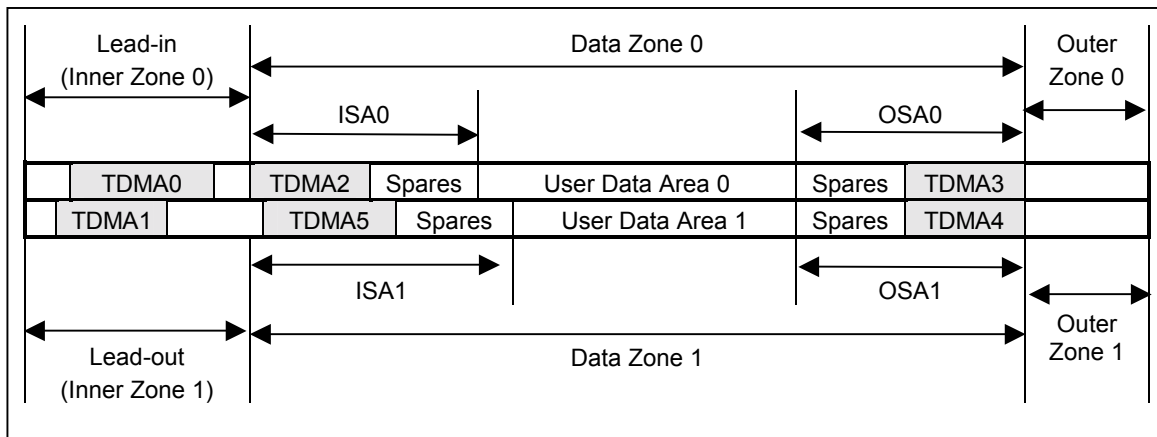 Lead-in
(Inner Zone 0)
Data Zone 0
Outer
Zone 0
ISA0
OSA0
TDMA0 TDMA2 Spares User Data Area 0 Spares TDMA3
TDMA1 TDMA5 Spares User Data Area 1 Spares TDMA4
ISA1
OSA1
Lead-out
(Inner Zone 1)
Data Zone 1
Outer
Zone 1